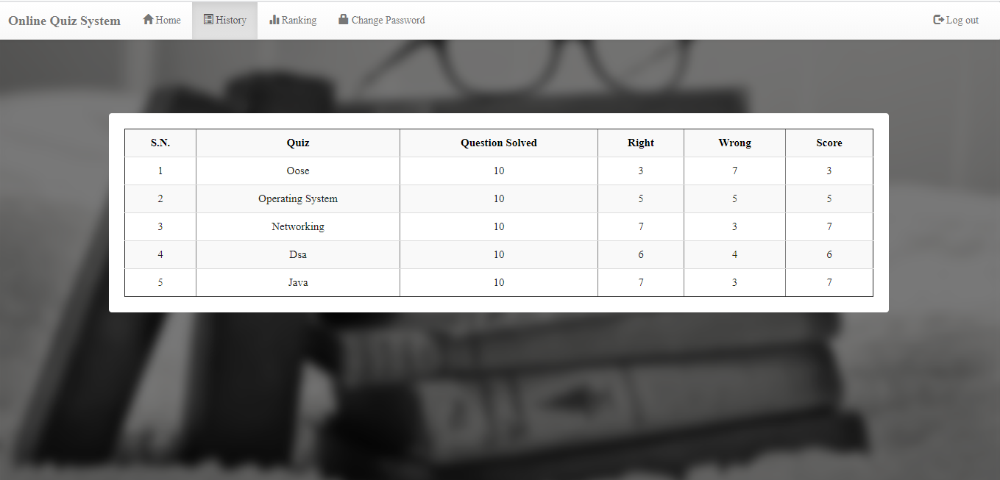 Online Quiz System Home History Ranking Change Password Log out
S.N. Quiz Question Solved Right Wrong Score
1 Oose 10 3 7 3
2 Operating System 10 5 5 5
3 Networking 10 7 3 7
4 Dsa 10 6 4 6
5 Java 10 7 3 7